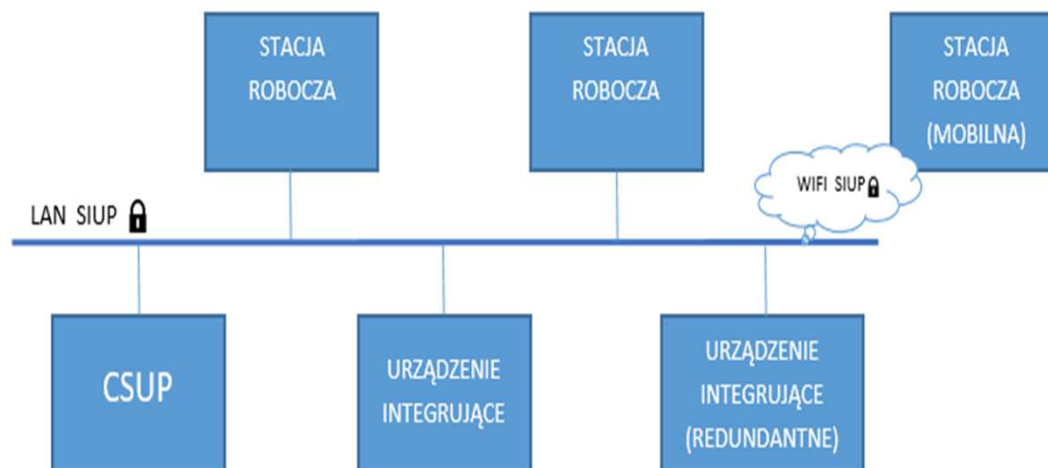 STACJA
ROBOCZA
STACJA
ROBOCZA
STACJA
ROBOCZA
(MOBILNA)
WIFI SIUP
LAN SIUP
CSUP
URZĄDZENIE
INTEGRUJĄCE
URZĄDZENIE
INTEGRUJĄCE
(REDUNDANTNE)